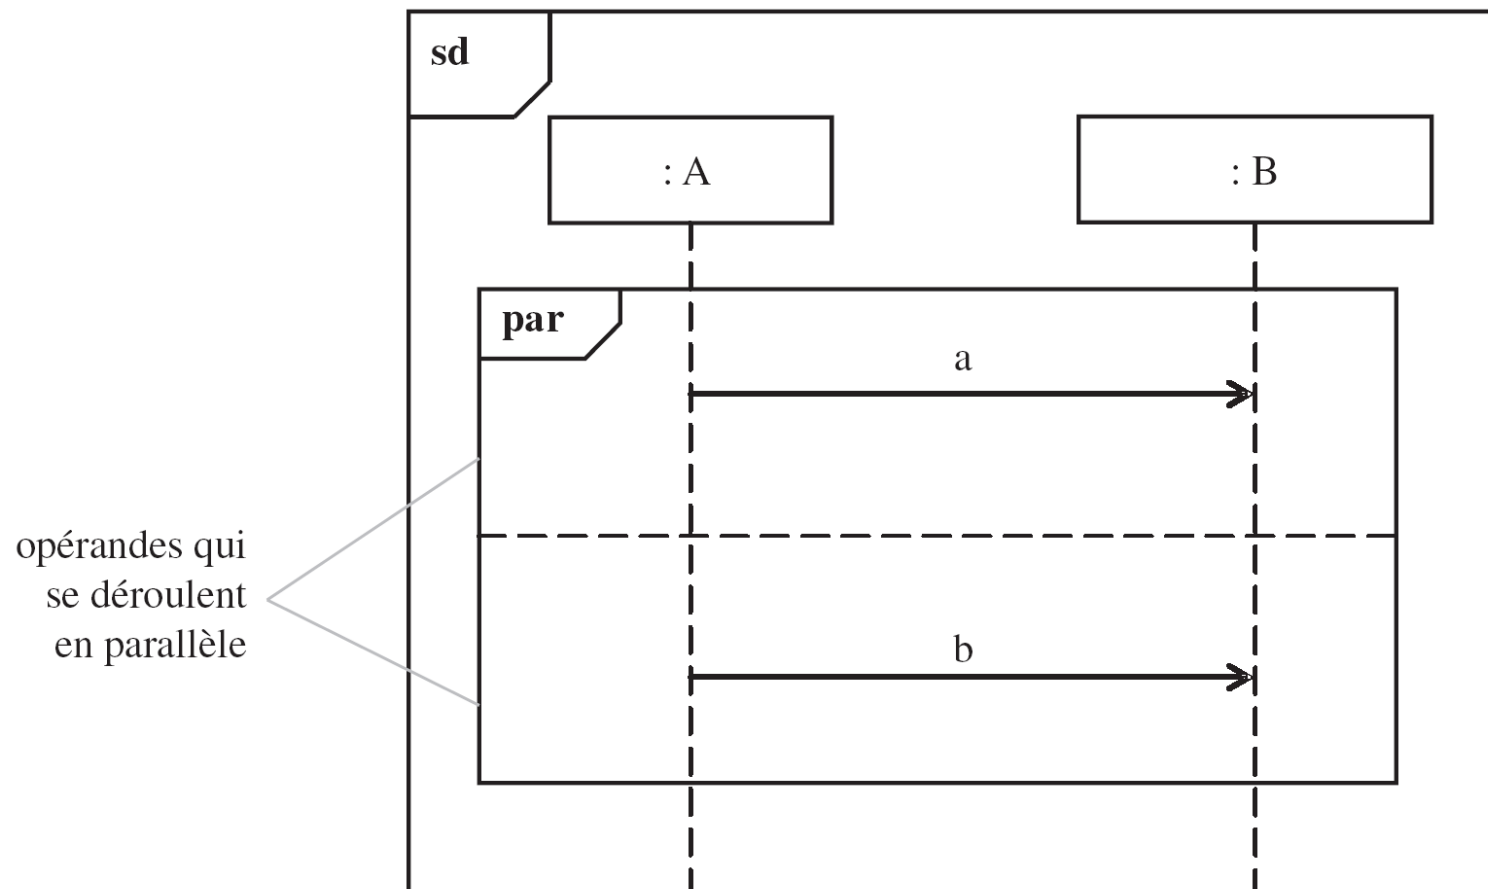 sd
: A
: B
par
a
opérandes qui
se déroulent
en parallèle
b